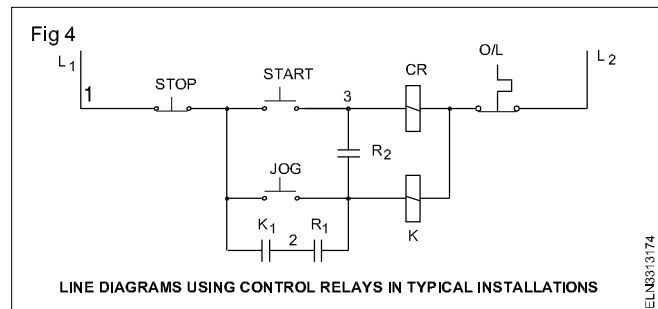 Fig 4
L1
L2
O/L
CR
START
STOP
1
3
R2
JOG
K1
2
R1
K
LINE DIAGRAMS USING CONTROL RELAYS IN TYPICAL INSTALLATIONS
ELN3313174